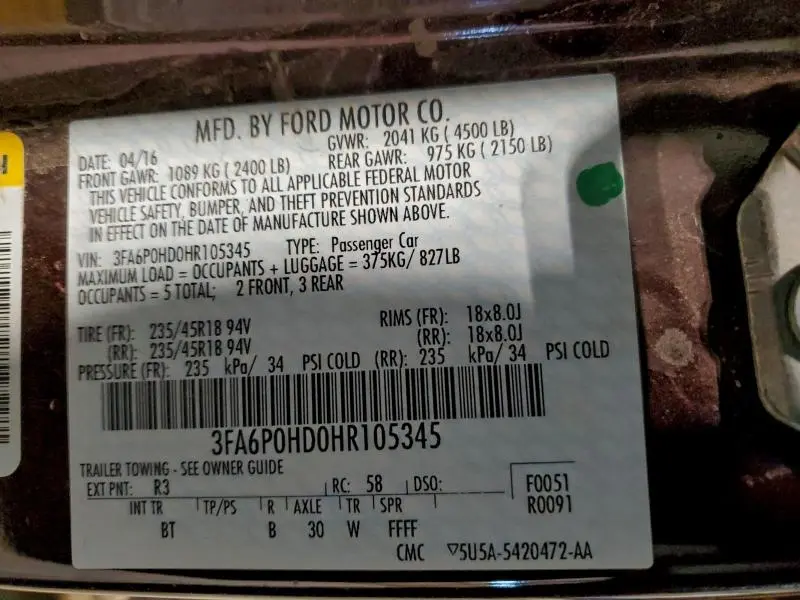 MFD. BY FORD MOTOR CO.
DATE: 04/16 GVWR: 2041 KG ( 4500 LB)
FRONT GAWR: 1089 KG ( 2400 LB) REAR GAWR: 975 KG ( 2150 LB)
THIS VEHICLE CONFORMS TO ALL APPLICABLE FEDERAL MOTOR
VEHICLE SAFETY, BUMPER, AND THEFT PREVENTION STANDARDS
IN EFFECT ON THE DATE OF MANUFACTURE SHOWN ABOVE.
VIN: 3FA6P0HD0HR105345 TYPE: Passenger Car
MAXIMUM LOAD = OCCUPANTS + LUGGAGE = 375KG/ 827LB
OCCUPANTS = 5 TOTAL; 2 FRONT, 3 REAR
TIRE (FR): 235/45R18 94V RIMS (FR): 18x8.0J
(RR): 235/45R18 94V (RR): 18x8.0J
PRESSURE (FR): 235 kPa/ 34 PSI COLD (RR): 235 kPa/ 34 PSI COLD
3FA6P0HD0HR105345
TRAILER TOWING - SEE OWNER GUIDE
EXT PNT: R3 RC: 58 DSO: F0051
INT TR TP/PS R AXLE TR SPR R0091
BT B 30 W FFFF
CMC ▽5U5A-5420472-AA